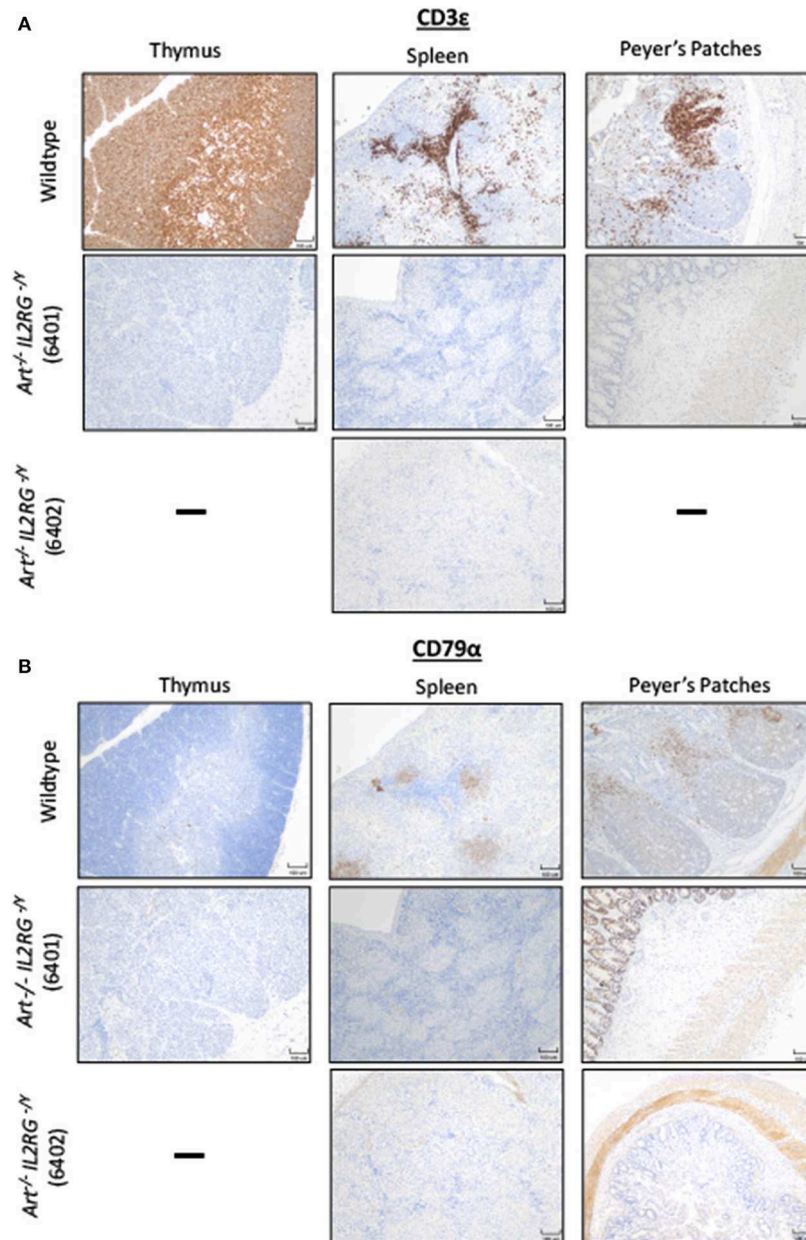 A
CD3ε
Thymus
Spleen
Peyer's Patches
Wildtype
Art-/- IL2RG-/Y
(6401)
Art-/- IL2RG-/Y
(6402)
B
CD79α
Thymus
Spleen
Peyer's Patches
Wildtype
Art-/- IL2RG-/Y
(6401)
Art-/- IL2RG-/Y
(6402)